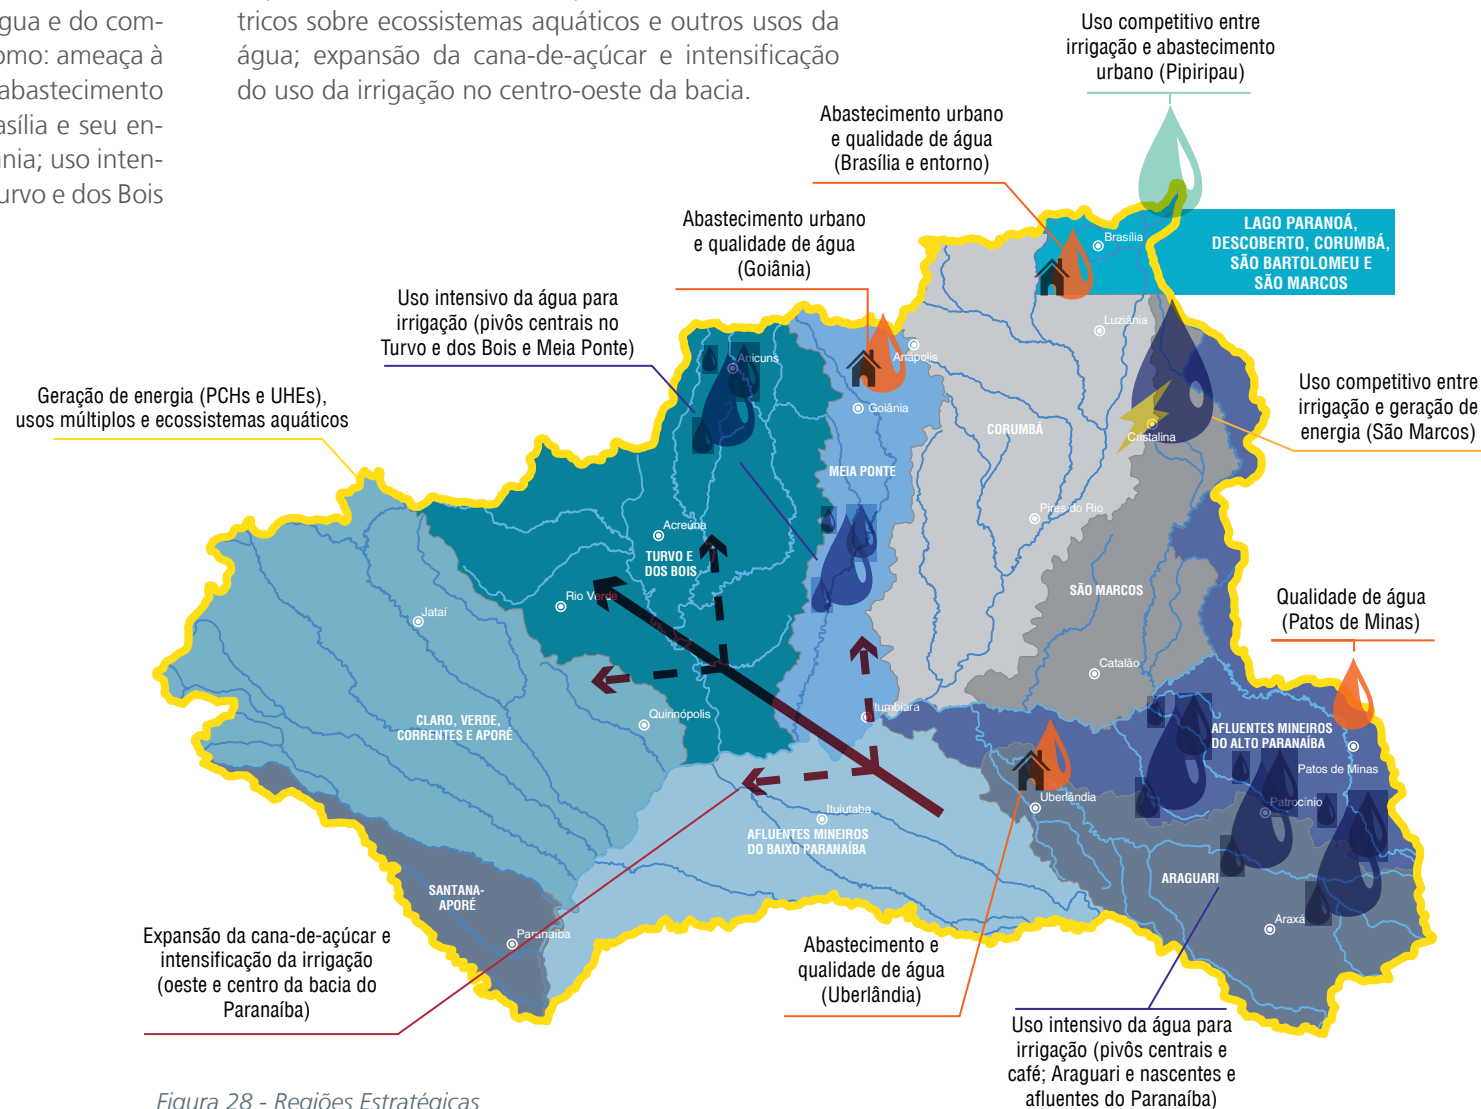 gua e do com-
omo: ameaça à
abastecimento
asília e seu en-
nia; uso inten-
urvo e dos Bois
tricos sobre ecossistemas aquáticos e outros usos da
água; expansão da cana-de-açúcar e intensificação
do uso da irrigação no centro-oeste da bacia.
Uso competitivo entre
irrigação e abastecimento
urbano (Pipiripau)
Abastecimento urbano
e qualidade de água
(Brasília e entorno)
Abastecimento urbano
e qualidade de água
(Goiânia)
Uso intensivo da água para
irrigação (pivôs centrais no
Turvo e dos Bois e Meia Ponte)
Geração de energia (PCHs e UHEs),
usos múltiplos e ecossistemas aquáticos
LAGO PARANOÁ,
DESCOBERTO, CORUMBÁ,
SÃO BARTOLOMEU E
SÃO MARCOS
Brasília
Luziânia
Anápolis
Anicuns
Goiânia
CORUMBÁ
Cristalina
Uso competitivo entre
irrigação e geração de
energia (São Marcos)
MEIA PONTE
Pires do Rio
Acreúna
TURVO E
DOS BOIS
Rio Verde
Jataí
SÃO MARCOS
Qualidade de água
(Patos de Minas)
Catalão
Quirinópolis
Itumbiara
CLARO, VERDE,
CORRENTES E APORÉ
AFLUENTES MINEIROS
DO ALTO PARANAÍBA
Patos de Minas
Uberlândia
Patrocínio
Ituiutaba
AFLUENTES MINEIROS
DO BAIXO PARANAÍBA
ARAGUARI
SANTANA-
APORÉ
Araxá
Paranaíba
Expansão da cana-de-açúcar e
intensificação da irrigação
(oeste e centro da bacia do
Paranaíba)
Abastecimento e
qualidade de água
(Uberlândia)
Uso intensivo da água para
irrigação (pivôs centrais e
café; Araguari e nascentes e
afluentes do Paranaíba)
Figura 28 - Regiões Estratégicas